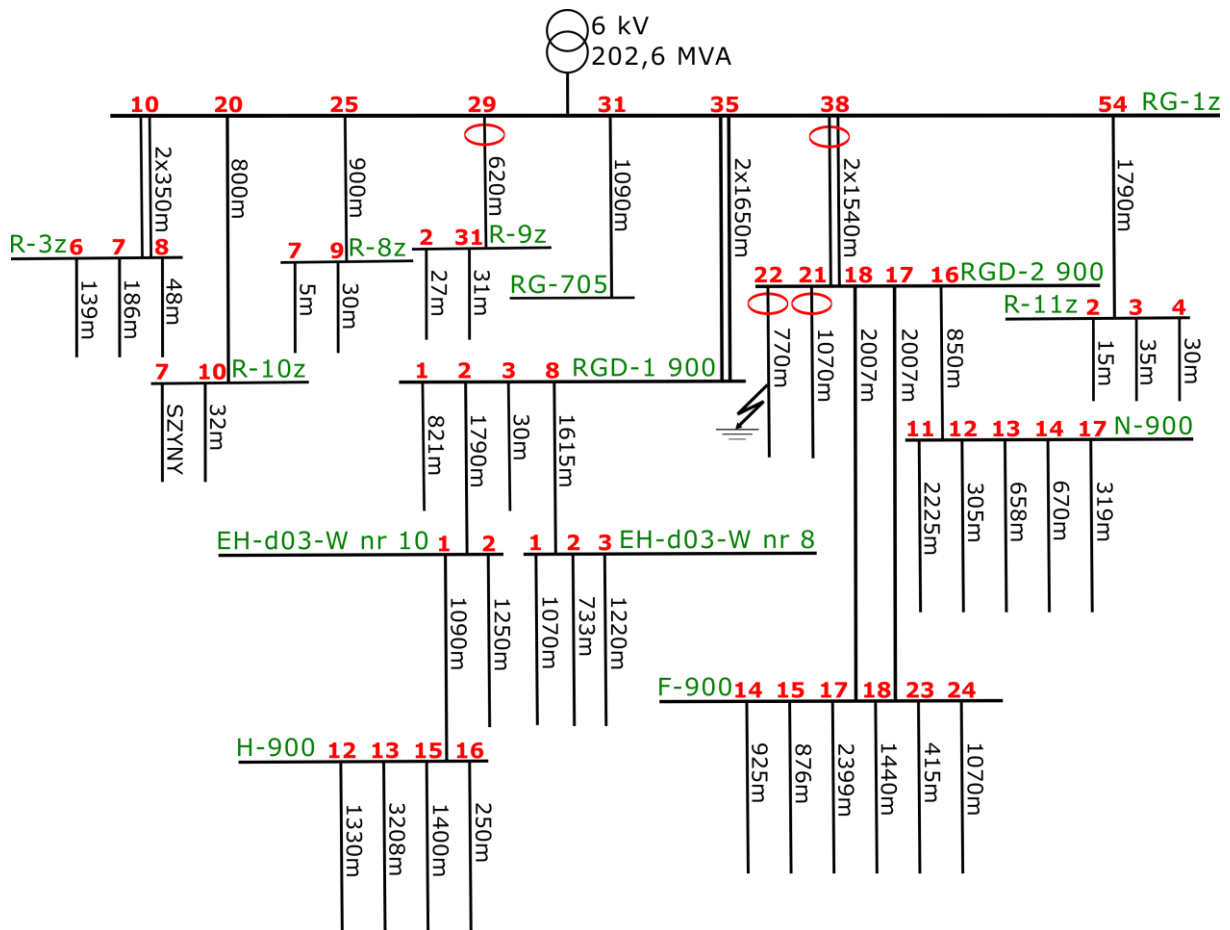 6 kV
202,6 MVA
10 20 25 29 31 35 38 54 RG-1z
2x350m
800m
900m
620m
1090m
2x1650m
2x1540m
1790m
R-3z 6 7 8
139m
186m
48m
7 9 R-8z
5m
30m
2 31 R-9z
27m
31m
RG-705
22 21 18 17 16 RGD-2 900
770m
1070m
2007m
2007m
850m
R-11z 2 3 4
15m
35m
30m
7 10 R-10z
SZYNY
32m
1 2 3 8 RGD-1 900
821m
1790m
30m
1615m
11 12 13 14 17 N-900
2225m
305m
658m
670m
319m
EH-d03-W nr 10 1 2
1090m
1250m
1 2 3 EH-d03-W nr 8
1070m
733m
1220m
F-900 14 15 17 18 23 24
925m
876m
2399m
1440m
415m
1070m
H-900 12 13 15 16
1330m
3208m
1400m
250m